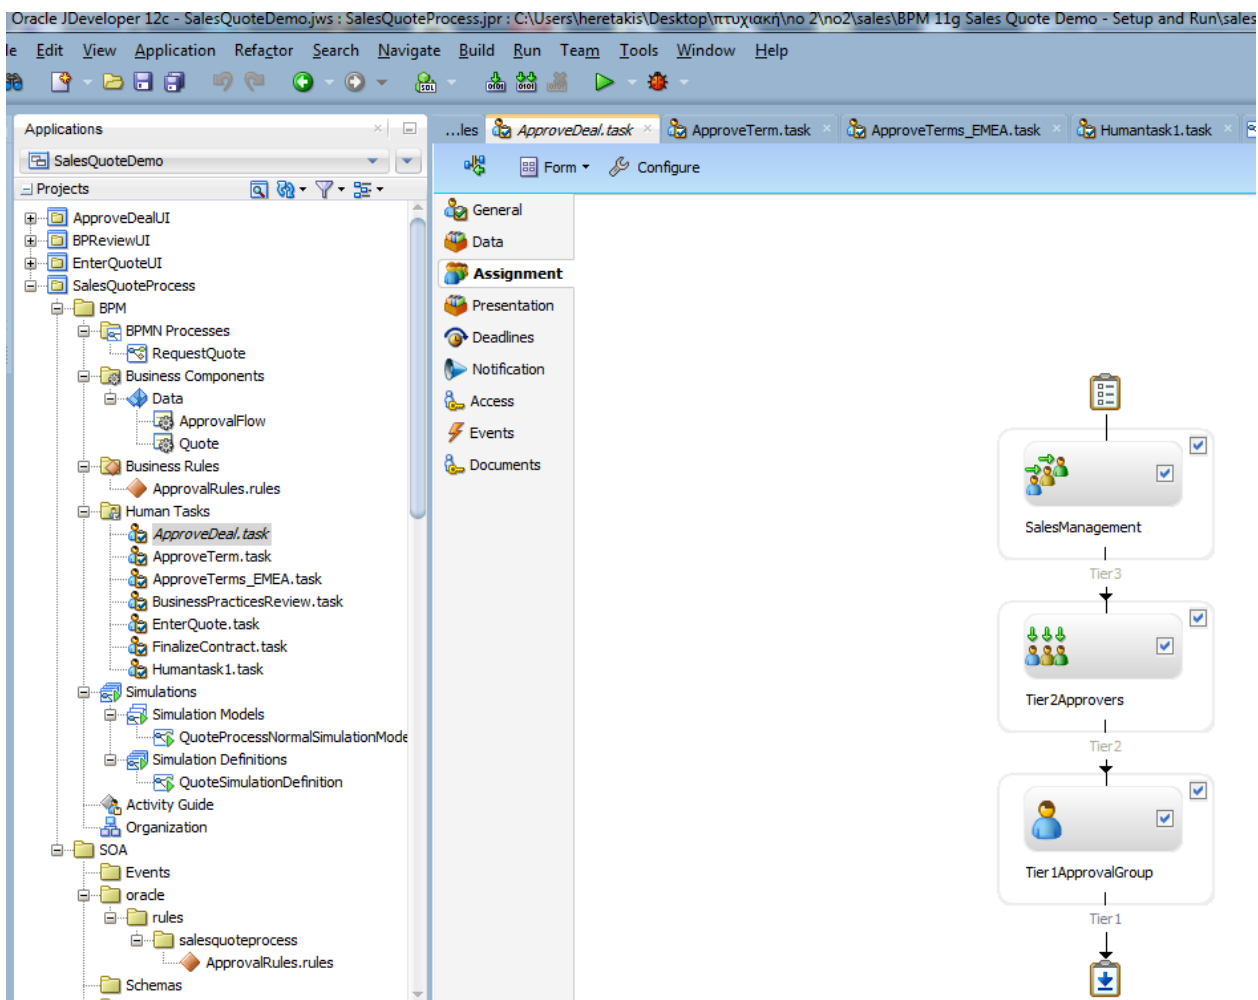 Oracle JDeveloper 12c - SalesQuoteDemo.jws : SalesQuoteProcess.jpr : C:\Users\heretakis\Desktop\πτυχιακή\no 2\no2\sales\BPM 11g Sales Quote Demo - Setup and Run\sales
le Edit View Application Refactor Search Navigate Build Run Team Tools Window Help
SQL
Applications
SalesQuoteDemo
Projects
ApproveDealUI
BPReviewUI
EnterQuoteUI
SalesQuoteProcess
BPM
BPMN Processes
RequestQuote
Business Components
Data
ApprovalFlow
Quote
Business Rules
ApprovalRules.rules
Human Tasks
ApproveDeal.task
ApproveTerm.task
ApproveTerms_EMEA.task
BusinessPracticesReview.task
EnterQuote.task
FinalizeContract.task
Humantask1.task
Simulations
Simulation Models
QuoteProcessNormalSimulationMode
Simulation Definitions
QuoteSimulationDefinition
Activity Guide
Organization
SOA
Events
oracle
rules
salesquoteprocess
ApprovalRules.rules
Schemas
...les ApproveDeal.task ApproveTerm.task ApproveTerms_EMEA.task Humantask1.task
Form Configure
General
Data
Assignment
Presentation
Deadlines
Notification
Access
Events
Documents
SalesManagement
Tier3
Tier2Approvers
Tier2
Tier1ApprovalGroup
Tier1